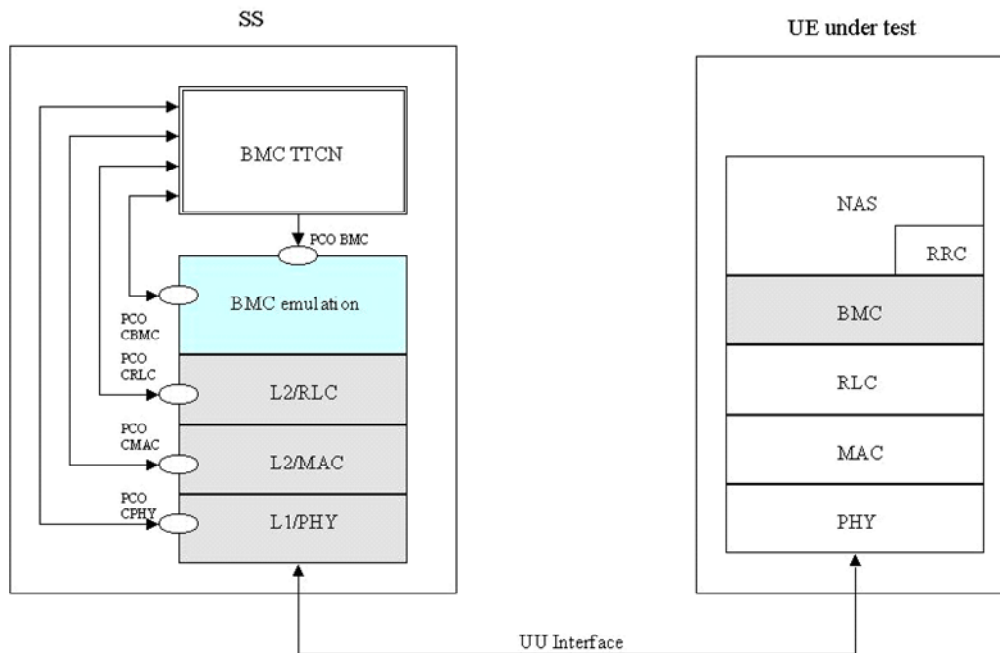 SS
UE under test
BMC TTCN
PCO BMC
BMC emulation
PCO
CBMC
PCO
CRLC
L2/RLC
PCO
CMAC
L2/MAC
PCO
CPHY
L1/PHY
NAS
RRC
BMC
RLC
MAC
PHY
UU Interface